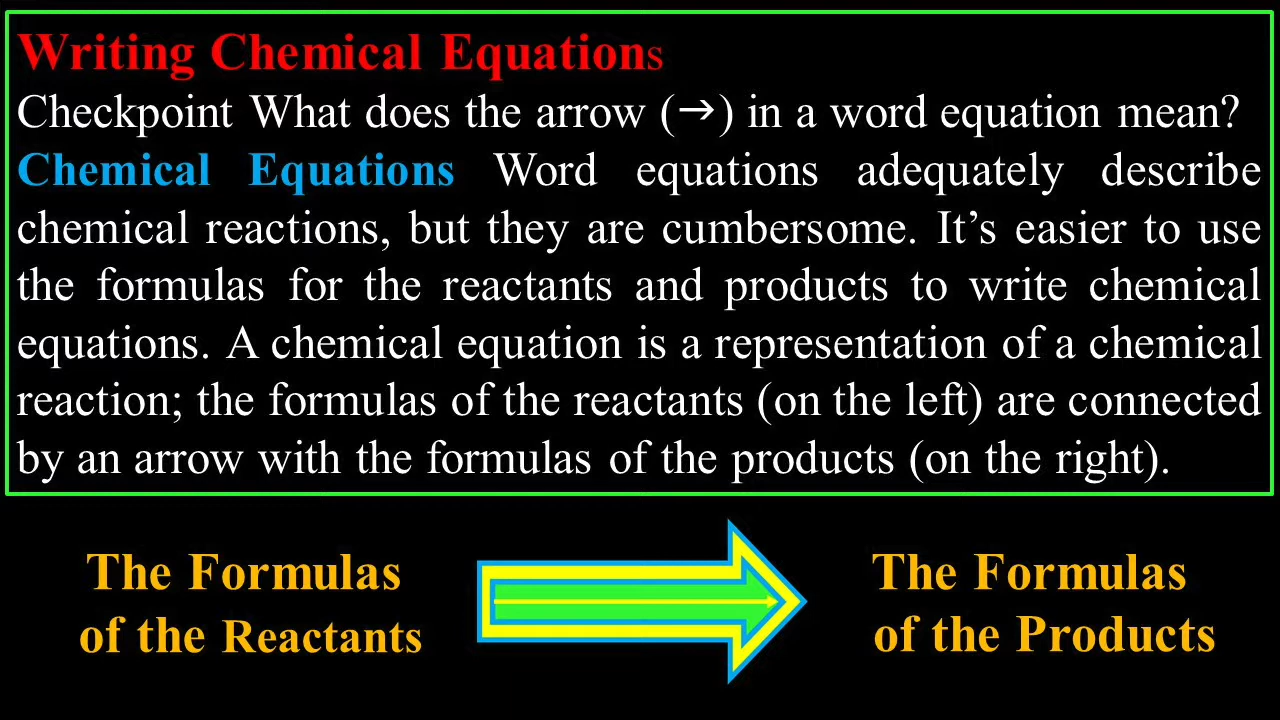 Writing Chemical Equations
Checkpoint What does the arrow (→) in a word equation mean?
Chemical Equations Word equations adequately describe
chemical reactions, but they are cumbersome. It’s easier to use
the formulas for the reactants and products to write chemical
equations. A chemical equation is a representation of a chemical
reaction; the formulas of the reactants (on the left) are connected
by an arrow with the formulas of the products (on the right).
The Formulas
of the Reactants
The Formulas
of the Products